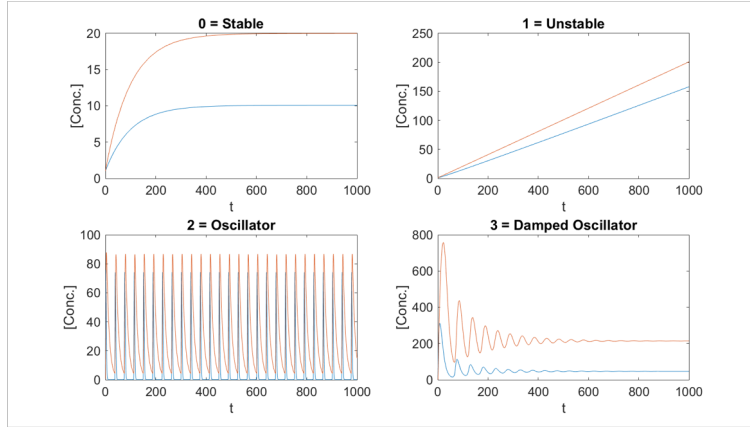 0 = Stable
20
15
10
5
0
[Conc.]
0 200 400 600 800 1000
t
1 = Unstable
250
200
150
100
50
0
[Conc.]
0 200 400 600 800 1000
t
2 = Oscillator
100
80
60
40
20
0
[Conc.]
0 200 400 600 800 1000
t
3 = Damped Oscillator
800
600
400
200
0
[Conc.]
0 200 400 600 800 1000
t